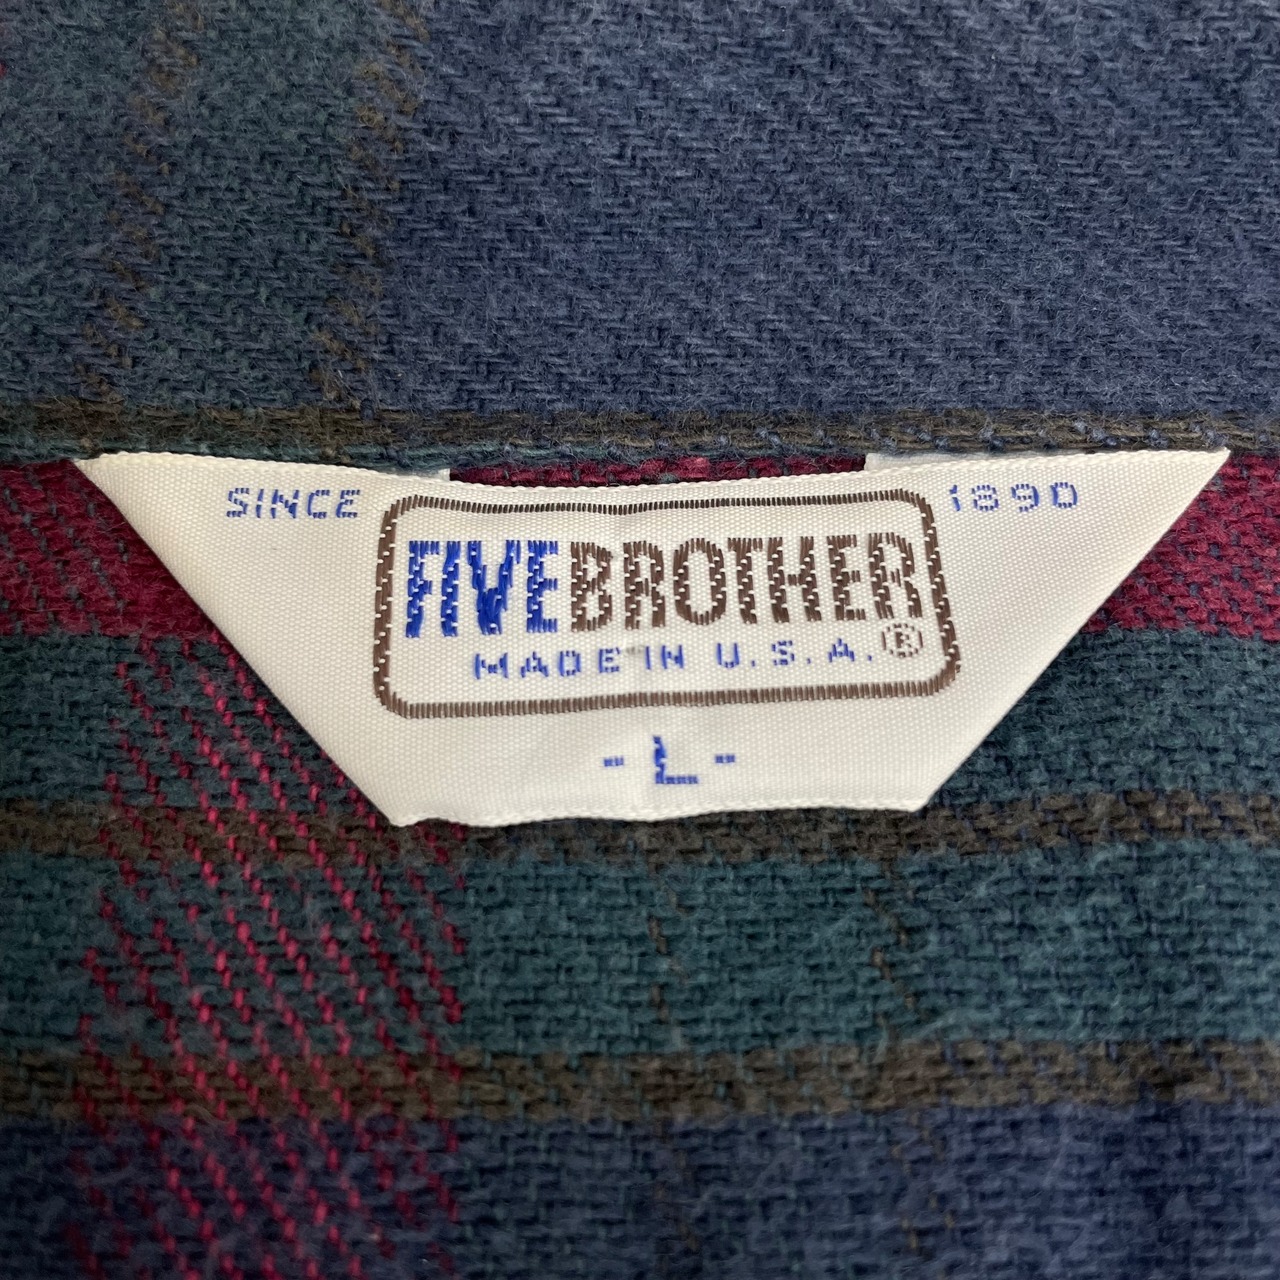 SINCE 1890
FIVEBROTHER
MADE IN U.S.A. ®
- L -